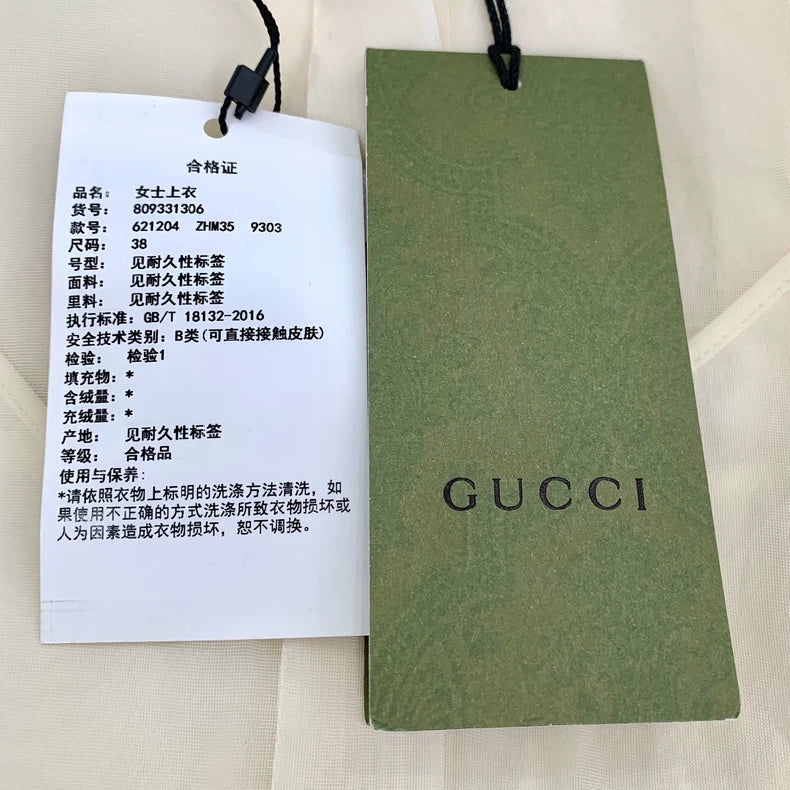 合格证
品名： 女士上衣
货号： 809331306
款号： 621204 ZHM35 9303
尺码： 38
号型： 见耐久性标签
面料： 见耐久性标签
里料： 见耐久性标签
执行标准：GB/T 18132-2016
安全技术类别：B类(可直接接触皮肤)
检验： 检验1
填充物：*
含绒量：*
充绒量：*
产地： 见耐久性标签
等级： 合格品
使用与保养：
*请依照衣物上标明的洗涤方法清洗，如
果使用不正确的方式洗涤所致衣物损坏或
人为因素造成衣物损坏，恕不调换。
GUCCI